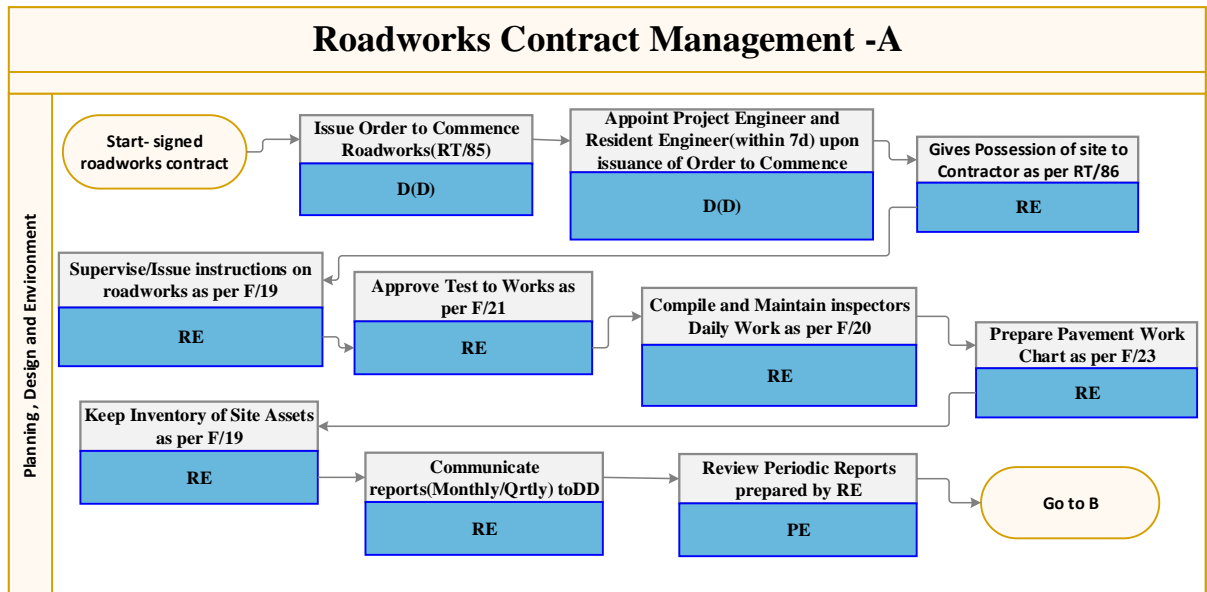 Roadworks Contract Management -A
Planning , Design and Environment
Start- signed
roadworks contract
Issue Order to Commence
Roadworks(RT/85)
D(D)
Appoint Project Engineer and
Resident Engineer(within 7d) upon
issuance of Order to Commence
D(D)
Gives Possession of site to
Contractor as per RT/86
RE
Supervise/Issue instructions on
roadworks as per F/19
RE
Approve Test to Works as
per F/21
RE
Compile and Maintain inspectors
Daily Work as per F/20
RE
Prepare Pavement Work
Chart as per F/23
RE
Keep Inventory of Site Assets
as per F/19
RE
Communicate
reports(Monthly/Qrtly) toDD
RE
Review Periodic Reports
prepared by RE
PE
Go to B